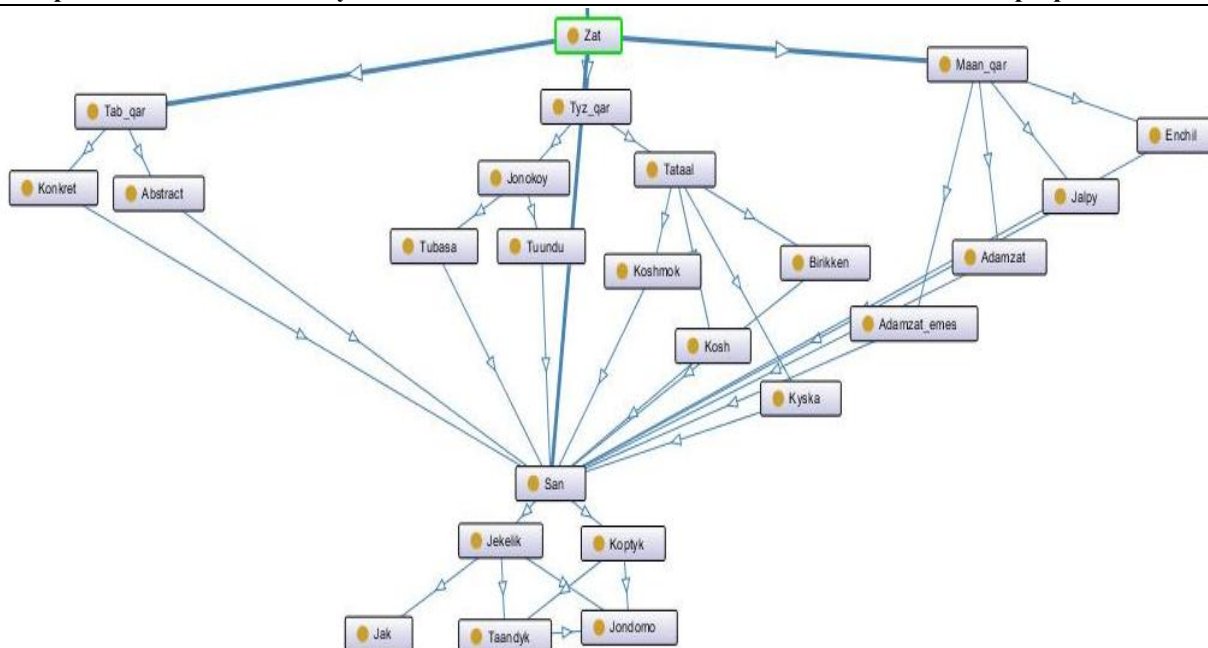 Zat
Maan_qar
Tab_qar
Tyz_qar
Enchil
Konkret
Abstract
Jonokoy
Tataal
Jalpy
Tubasa
Tuundu
Koshmok
Birikken
Adamzat
Adamzat_emes
Kosh
Kyska
San
Jekelik
Koptyk
Jak
Taandyk
Jondomo